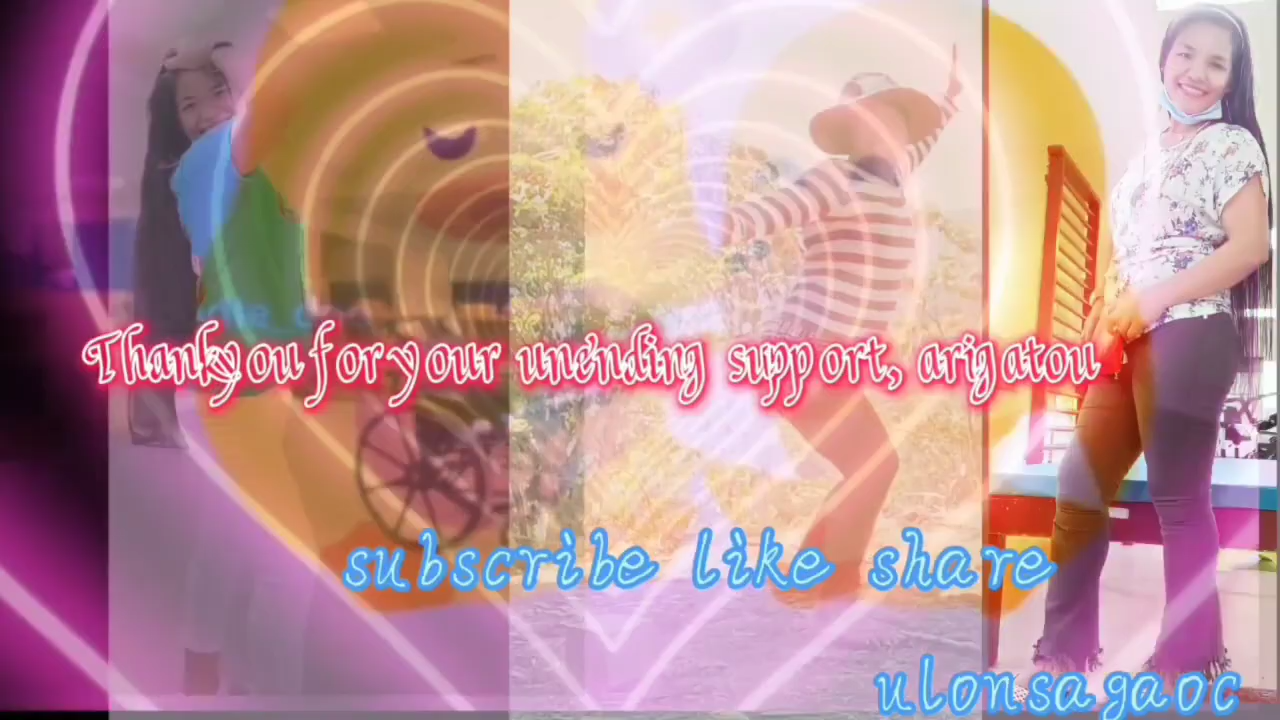 Thankyou for your unending support, arigatou
subscribe like share
ulonsagaoc